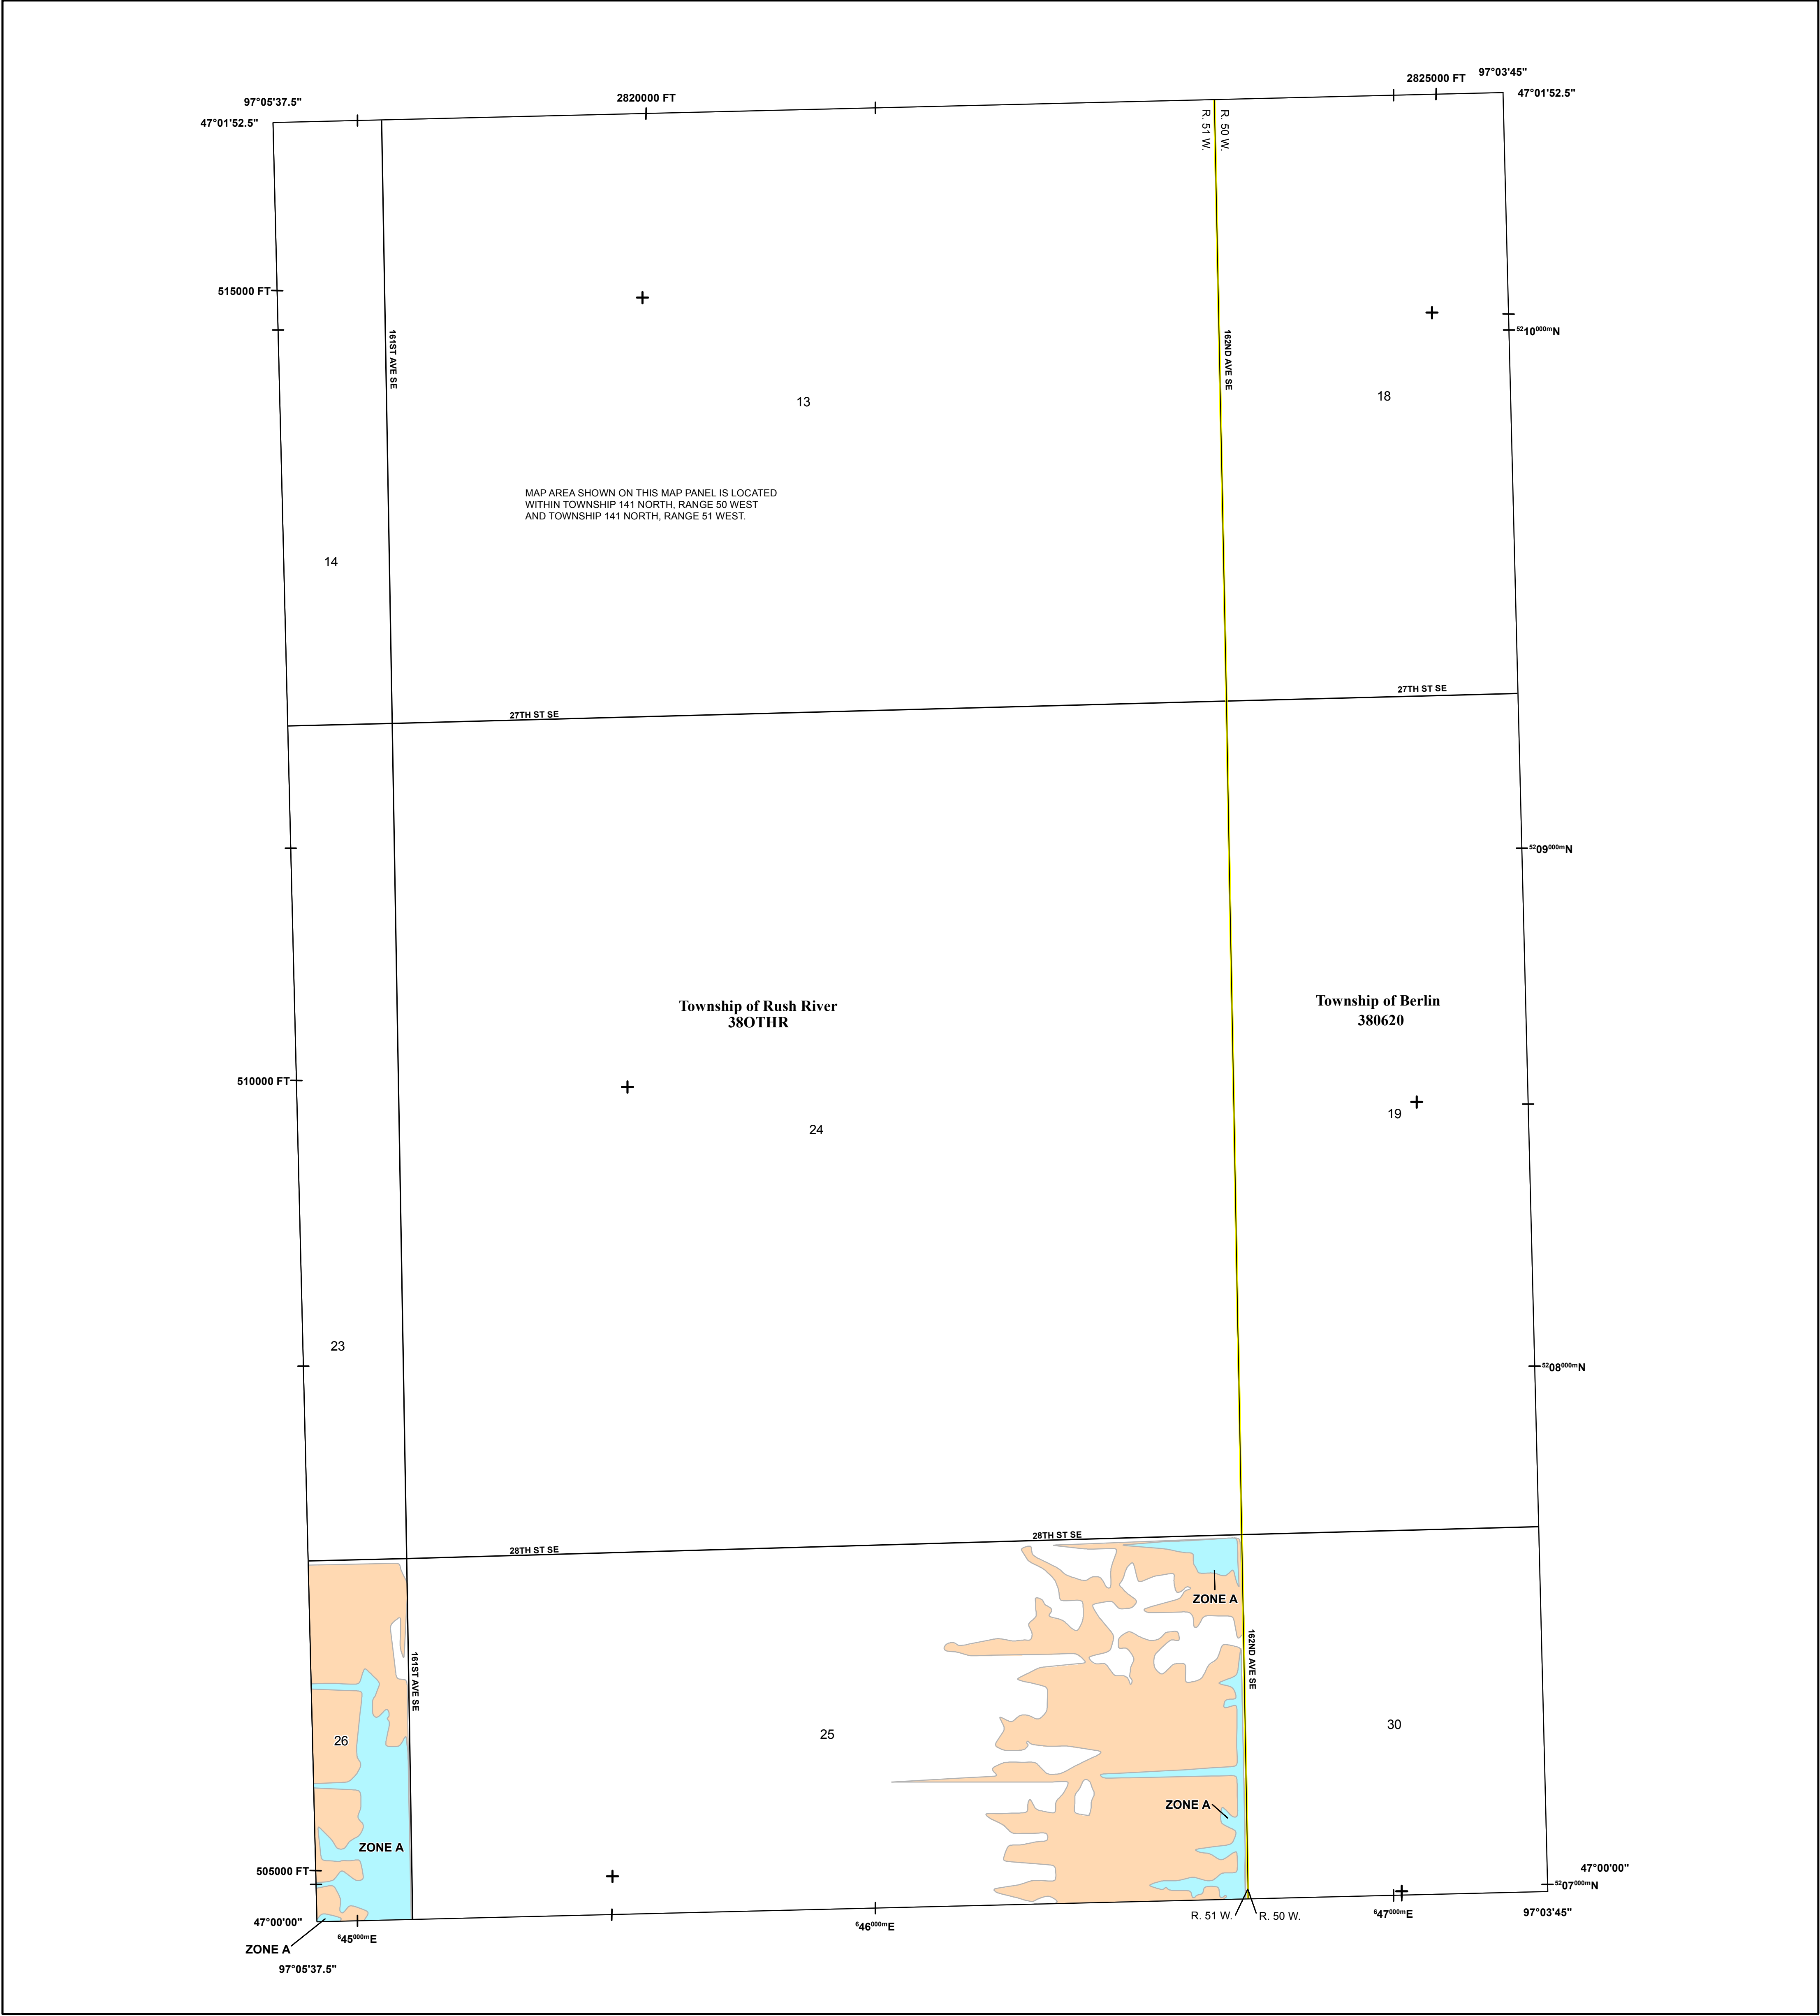 97°05'37.5"
2820000 FT
2825000 FT
97°03'45"
47°01'52.5"
47°01'52.5"
R. 51 W.
R. 50 W.
515000 FT
5210000mN
161ST AVE SE
162ND AVE SE
13
18
MAP AREA SHOWN ON THIS MAP PANEL IS LOCATED
WITHIN TOWNSHIP 141 NORTH, RANGE 50 WEST
AND TOWNSHIP 141 NORTH, RANGE 51 WEST.
14
27TH ST SE
27TH ST SE
5209000mN
Township of Rush River
38OTHR
Township of Berlin
380620
510000 FT
24
19
23
5208000mN
28TH ST SE
28TH ST SE
ZONE A
161ST AVE SE
162ND AVE SE
26
25
30
ZONE A
ZONE A
505000 FT
47°00'00"
5207000mN
47°00'00"
R. 51 W.
R. 50 W.
97°03'45"
645000mE
646000mE
647000mE
ZONE A
97°05'37.5"